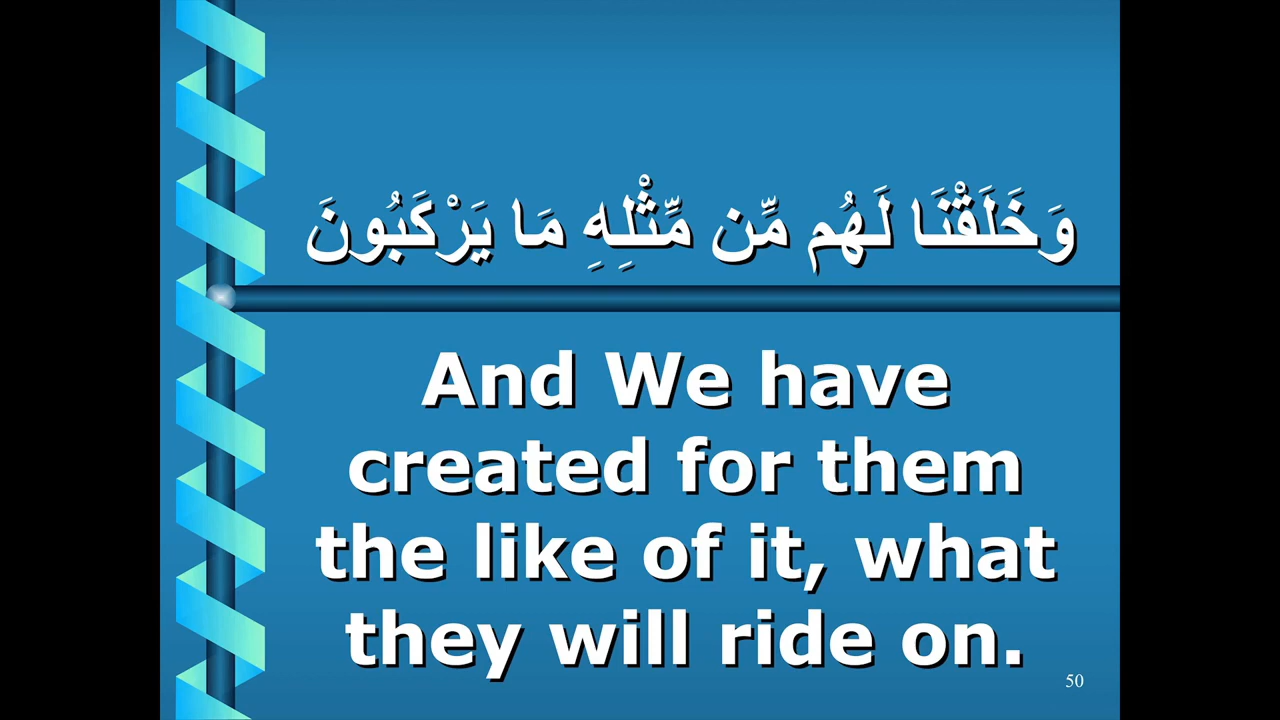 وَخَلَقْنَا لَهُم مِّن مِّثْلِهِ مَا يَرْكَبُونَ
And We have
created for them
the like of it, what
they will ride on.
50